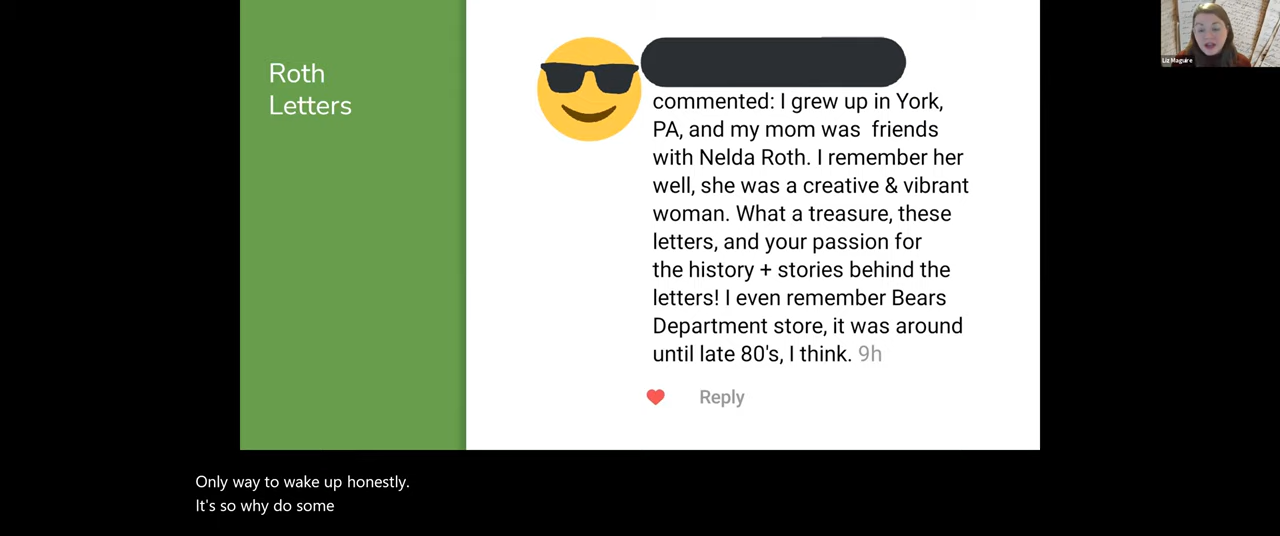 Roth
Letters
commented: I grew up in York,
PA, and my mom was friends
with Nelda Roth. I remember her
well, she was a creative & vibrant
woman. What a treasure, these
letters, and your passion for
the history + stories behind the
letters! I even remember Bears
Department store, it was around
until late 80's, I think. 9h
Reply
Liz Maguire
Only way to wake up honestly.
It's so why do some